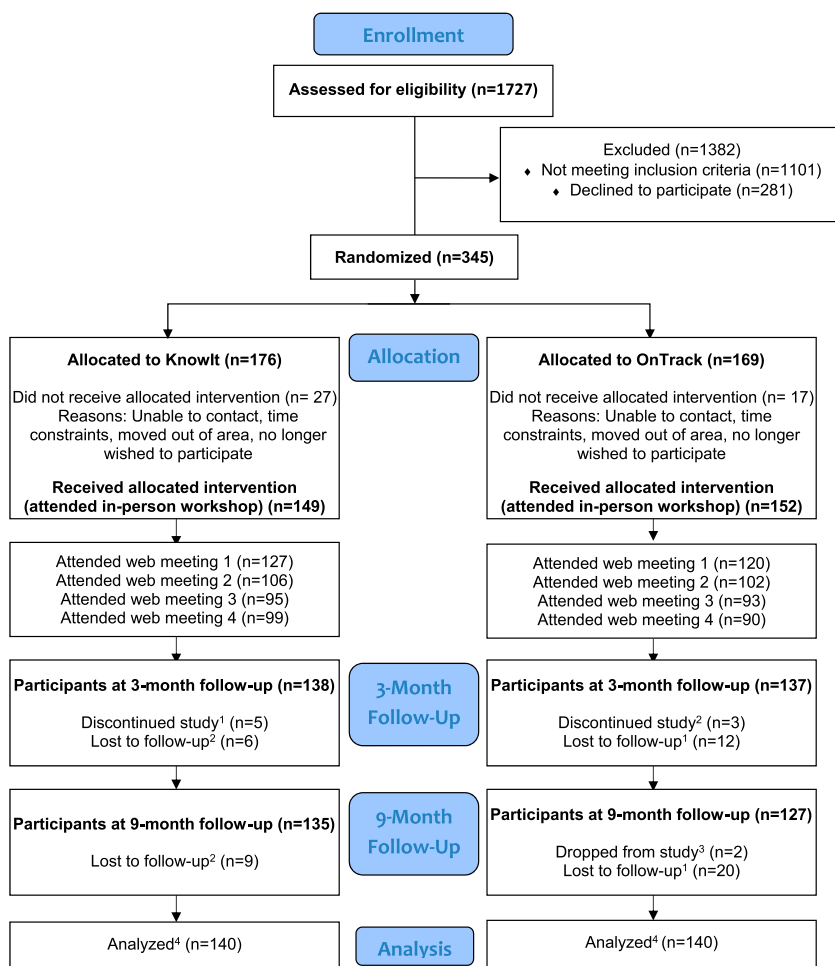 Enrollment
Assessed for eligibility (n=1727)
Excluded (n=1382)
♦ Not meeting inclusion criteria (n=1101)
♦ Declined to participate (n=281)
Randomized (n=345)
Allocation
Allocated to KnowIt (n=176)
Did not receive allocated intervention (n= 27)
Reasons: Unable to contact, time
constraints, moved out of area, no longer
wished to participate
Received allocated intervention
(attended in-person workshop) (n=149)
Allocated to OnTrack (n=169)
Did not receive allocated intervention (n= 17)
Reasons: Unable to contact, time
constraints, moved out of area, no longer
wished to participate
Received allocated intervention
(attended in-person workshop) (n=152)
Attended web meeting 1 (n=127)
Attended web meeting 2 (n=106)
Attended web meeting 3 (n=95)
Attended web meeting 4 (n=99)
Attended web meeting 1 (n=120)
Attended web meeting 2 (n=102)
Attended web meeting 3 (n=93)
Attended web meeting 4 (n=90)
3-Month
Follow-Up
Participants at 3-month follow-up (n=138)
Discontinued study¹ (n=5)
Lost to follow-up² (n=6)
Participants at 3-month follow-up (n=137)
Discontinued study² (n=3)
Lost to follow-up¹ (n=12)
9-Month
Follow-Up
Participants at 9-month follow-up (n=135)
Lost to follow-up² (n=9)
Participants at 9-month follow-up (n=127)
Dropped from study³ (n=2)
Lost to follow-up¹ (n=20)
Analysis
Analyzed⁴ (n=140)
Analyzed⁴ (n=140)